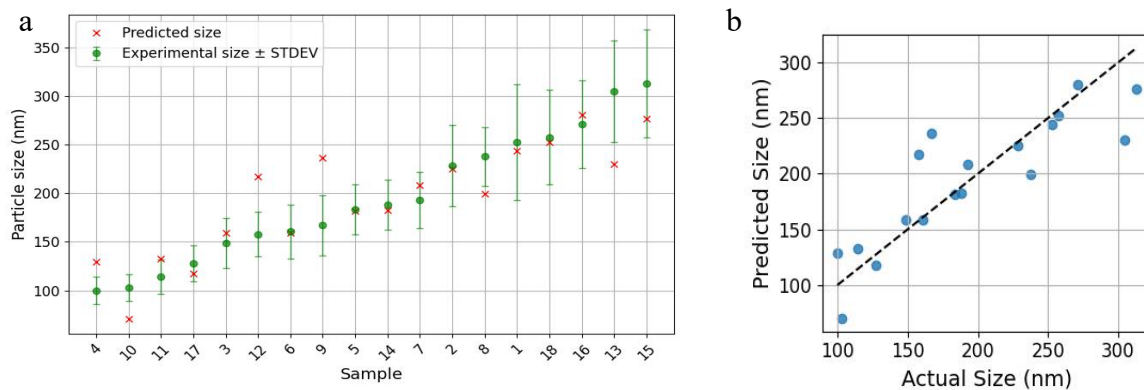 a
Predicted size
Experimental size ± STDEV
Particle size (nm)
350
300
250
200
150
100
4 10 11 17 3 12 6 9 5 14 7 2 8 1 18 16 13 15
Sample
b
Predicted Size (nm)
300
250
200
150
100
100 150 200 250 300
Actual Size (nm)